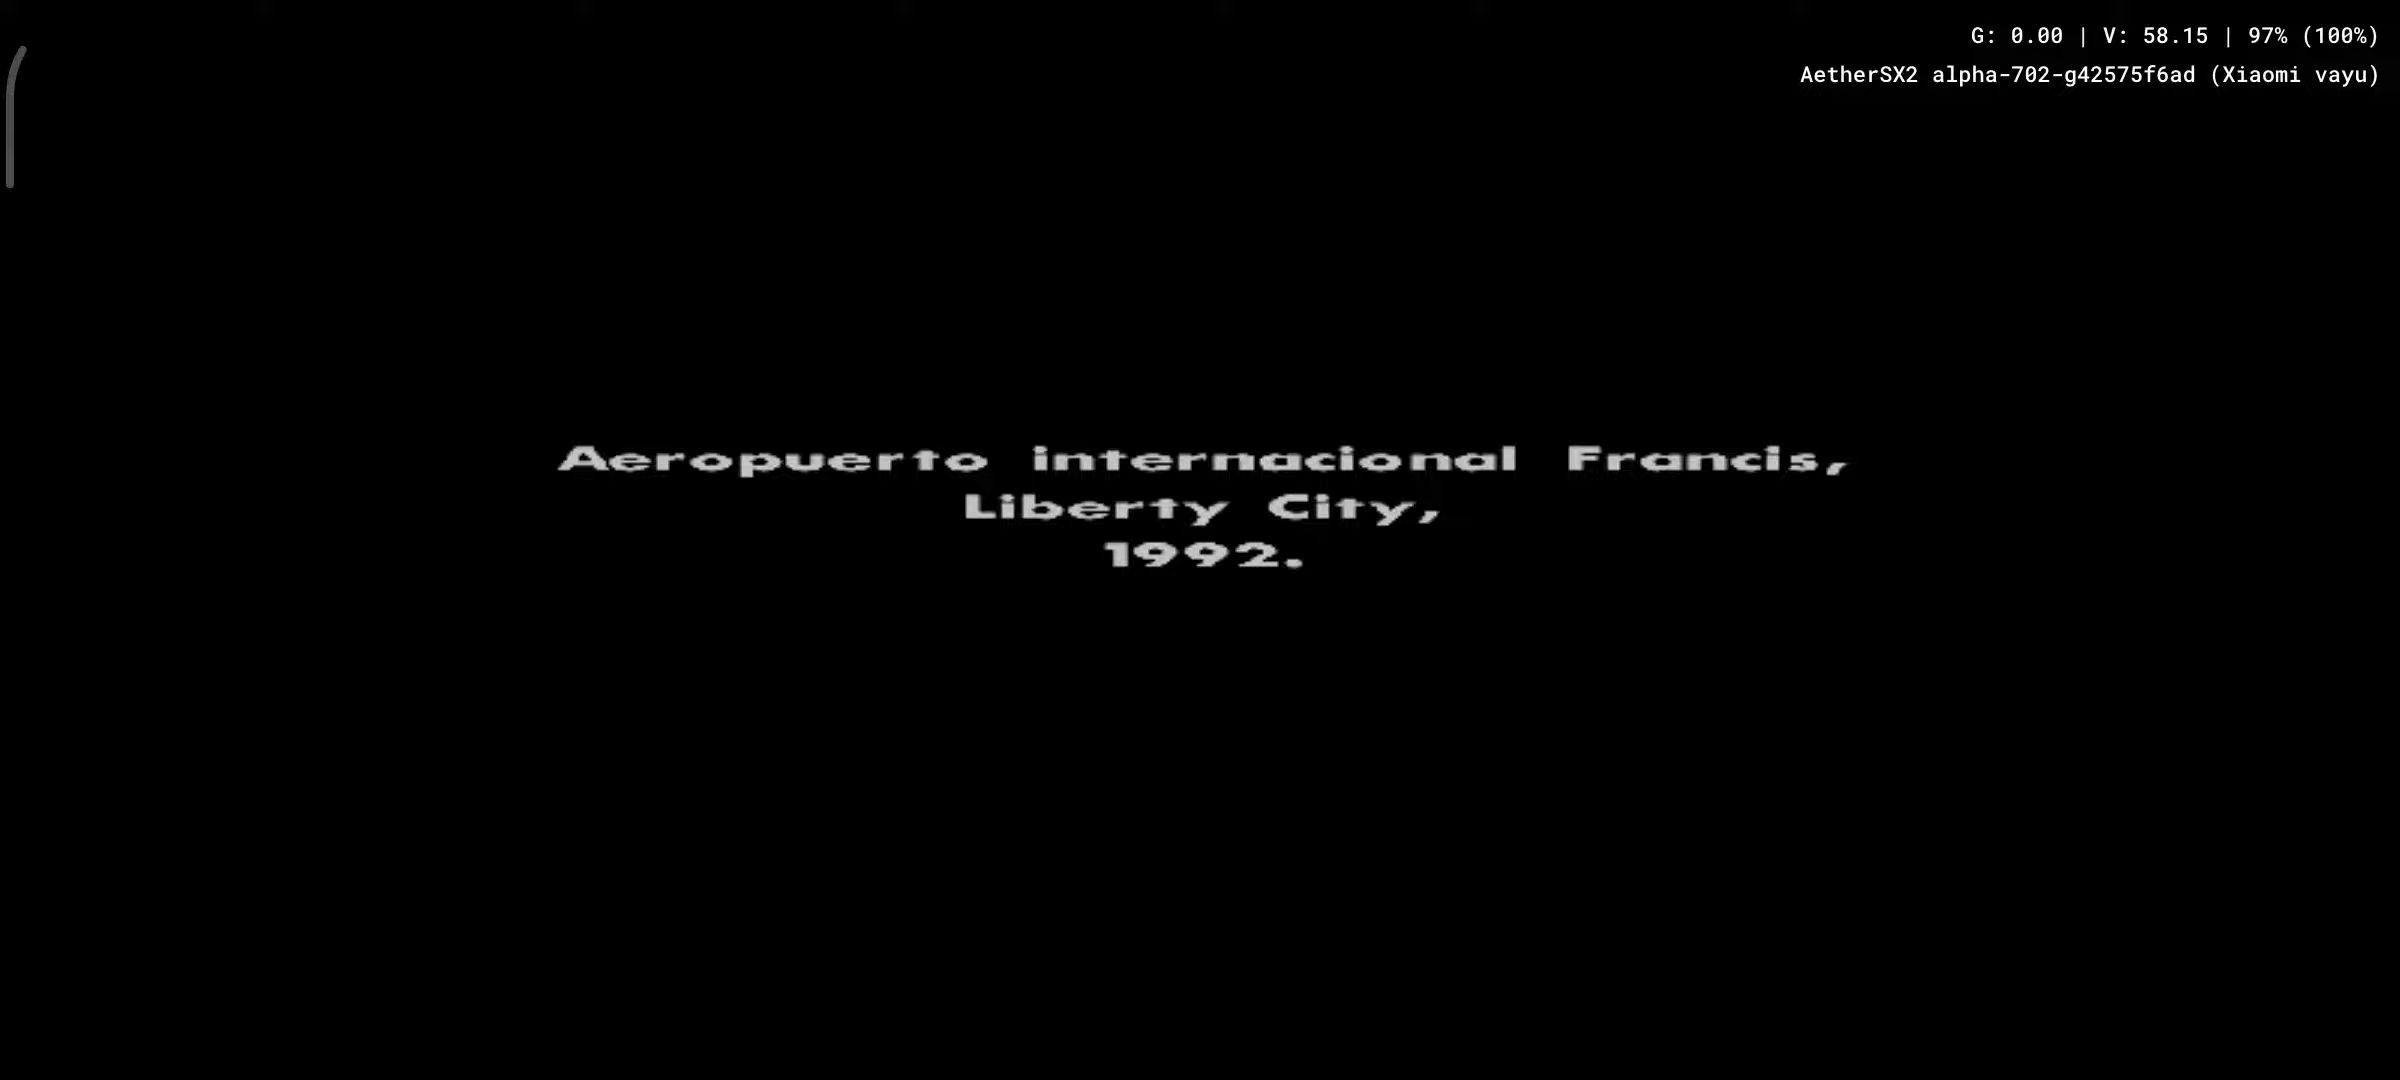 G: 0.00 | V: 58.15 | 97% (100%)
AetherSX2 alpha-702-g42575f6ad (Xiaomi vayu)
Aeropuerto internacional Francis,
Liberty City,
1992.